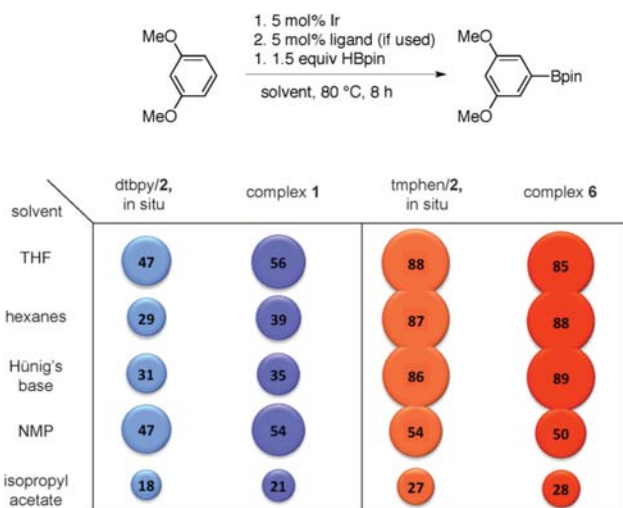 1. 5 mol% Ir
2. 5 mol% ligand (if used)
1. 1.5 equiv HBpin
solvent, 80 °C, 8 h
MeO
MeO
MeO
MeO
Bpin
solvent
dtbpy/2,
in situ
complex 1
tmphen/2,
in situ
complex 6
THF 47 56 88 85
hexanes 29 39 87 88
Hünig's
base 31 35 86 89
NMP 47 54 54 50
isopropyl
acetate 18 21 27 28